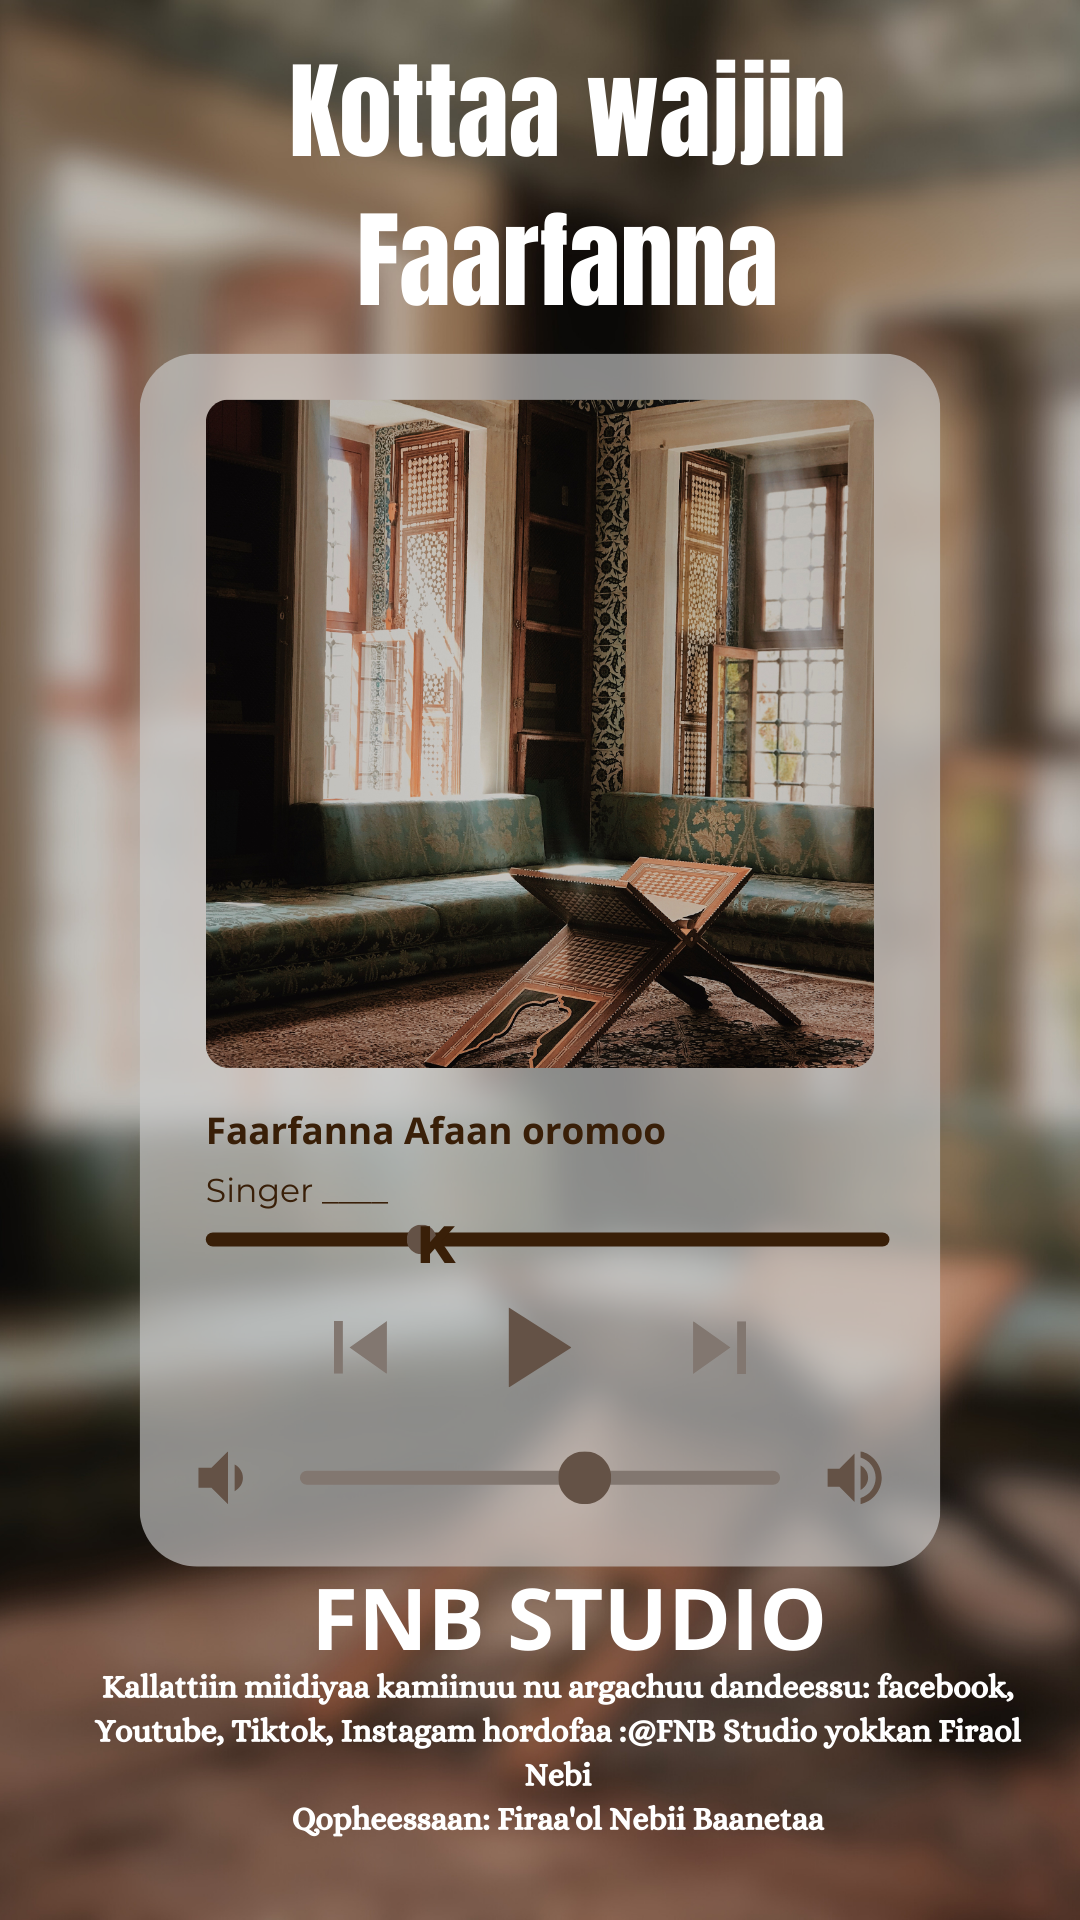 Kottaa wajjin
Faarfanna
Faarfanna Afaan oromoo
Singer ____
K
FNB STUDIO
Kallattiin miidiyaa kamiinuu nu argachuu dandeessu: facebook,
Youtube, Tiktok, Instagam hordofaa :@FNB Studio yokkan Firaol
Nebi
Qopheessaan: Firaa'ol Nebii Baanetaa